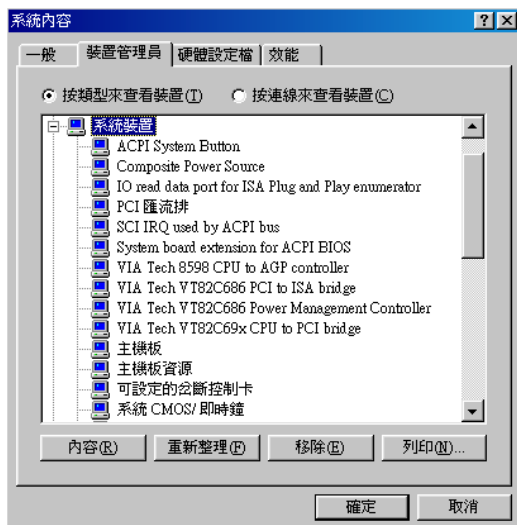 系統內容
一般 裝置管理員 硬體設定檔 效能
按類型來查看裝置(T) 按連線來查看裝置(C)
系統裝置
ACPI System Button
Composite Power Source
IO read data port for ISA Plug and Play enumerator
PCI 匯流排
SCI IRQ used by ACPI bus
System board extension for ACPI BIOS
VIA Tech 8598 CPU to AGP controller
VIA Tech VT82C686 PCI to ISA bridge
VIA Tech VT82C686 Power Management Controller
VIA Tech VT82C69x CPU to PCI bridge
主機板
主機板資源
可設定的岔斷控制卡
系統 CMOS/ 即時鐘
內容(R) 重新整理(F) 移除(E) 列印(N)...
確定 取消